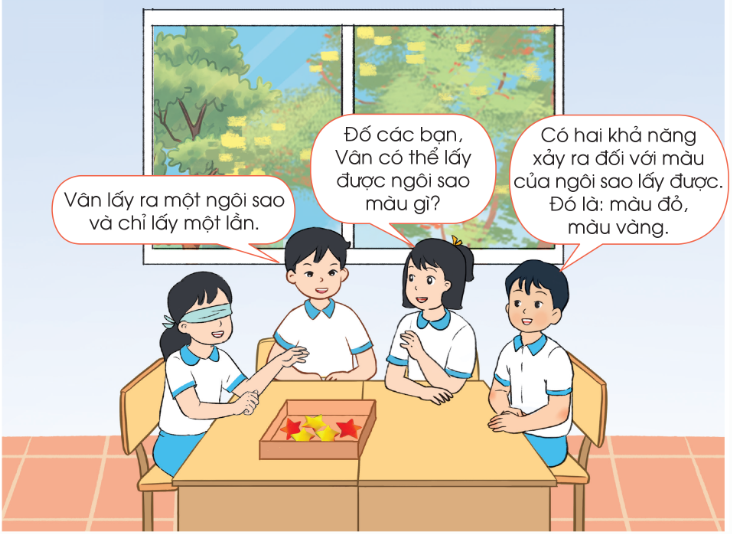 Vân lấy ra một ngôi sao
và chỉ lấy một lần.
Đố các bạn,
Vân có thể lấy
được ngôi sao
màu gì?
Có hai khả năng
xảy ra đối với màu
của ngôi sao lấy được.
Đó là: màu đỏ,
màu vàng.